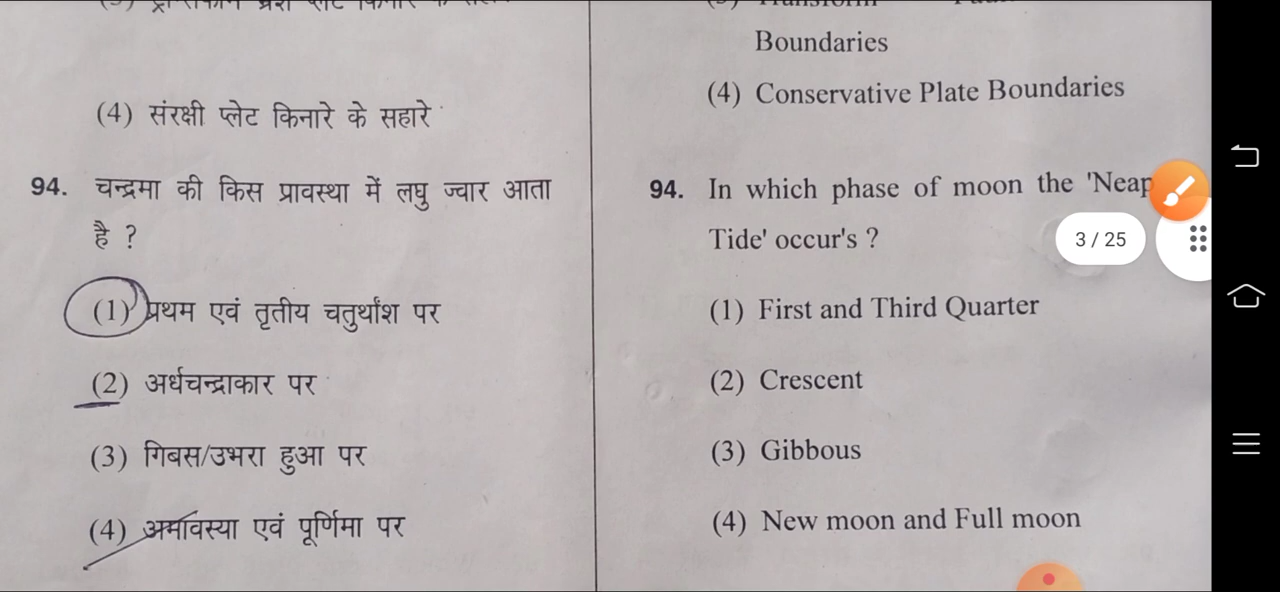 (4) संरक्षी प्लेट किनारे के सहारे
94. चन्द्रमा की किस प्रावस्था में लघु ज्वार आता
है ?
(1) प्रथम एवं तृतीय चतुर्थांश पर
(2) अर्धचन्द्राकार पर
(3) गिबस/उभरा हुआ पर
(4) अमावस्या एवं पूर्णिमा पर
Boundaries
(4) Conservative Plate Boundaries
94. In which phase of moon the 'Neap
Tide' occur's ?
(1) First and Third Quarter
(2) Crescent
(3) Gibbous
(4) New moon and Full moon
3 / 25